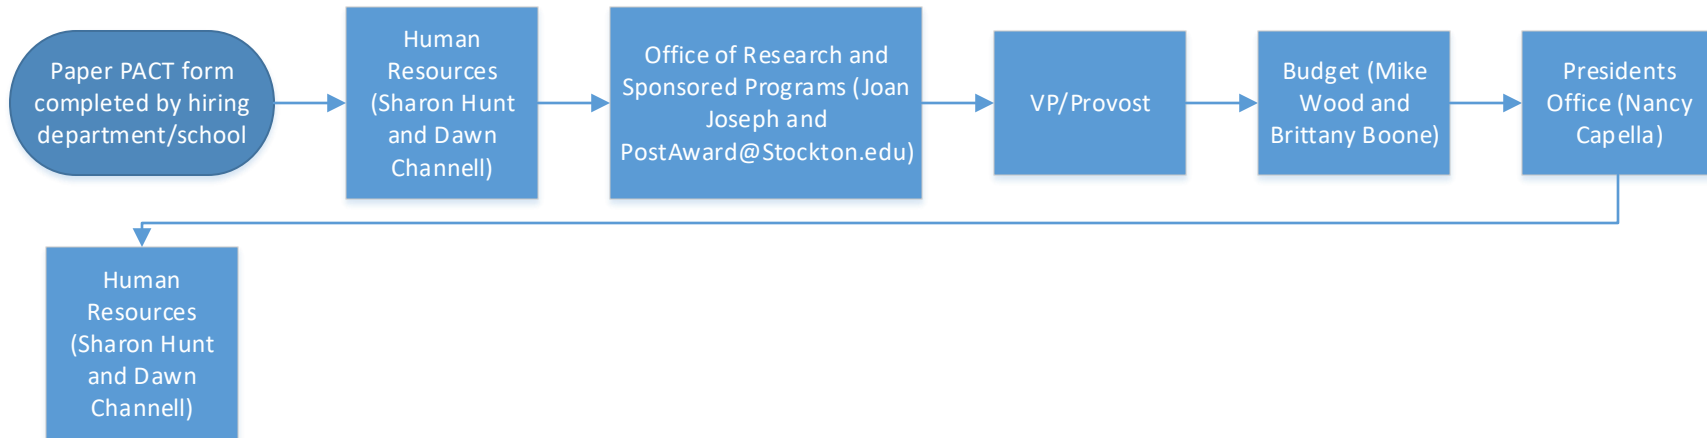 Paper PACT form
completed by hiring
department/school
Human
Resources
(Sharon Hunt
and Dawn
Channell)
Office of Research and
Sponsored Programs (Joan
Joseph and
PostAward@Stockton.edu)
VP/Provost
Budget (Mike
Wood and
Brittany Boone)
Presidents
Office (Nancy
Capella)
Human
Resources
(Sharon Hunt
and Dawn
Channell)